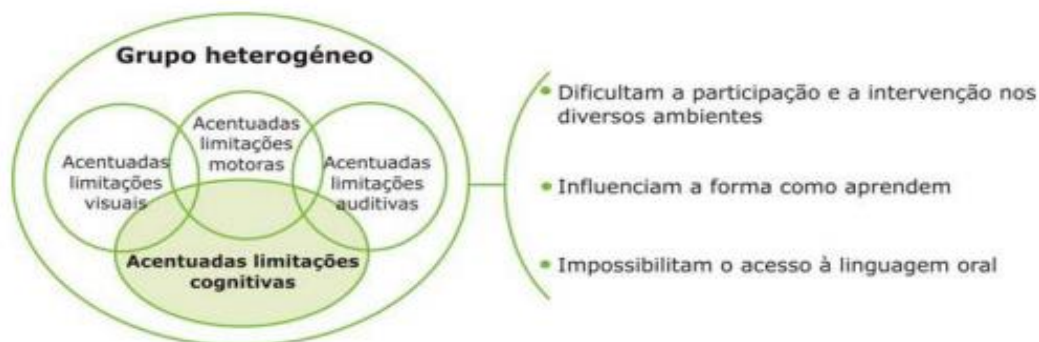 Grupo heterogéneo
Acentuadas
limitações
visuais
Acentuadas
limitações
motoras
Acentuadas
limitações
auditivas
Acentuadas limitações
cognitivas
Dificultam a participação e a intervenção nos
diversos ambientes
Influenciam a forma como aprendem
Impossibilitam o acesso à linguagem oral